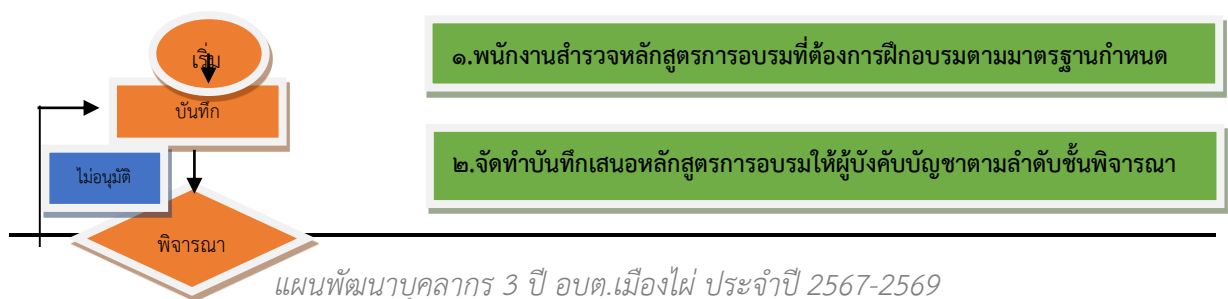 เริ่ม
๑.พนักงานสำรวจหลักสูตรการอบรมที่ต้องการฝึกอบรมตามมาตรฐานกำหนด
บันทึก
ไม่อนุมัติ
๒.จัดทำบันทึกเสนอหลักสูตรการอบรมให้ผู้บังคับบัญชาตามลำดับชั้นพิจารณา
พิจารณา
แผนพัฒนาบุคลากร 3 ปี อบต.เมืองไผ่ ประจำปี 2567-2569